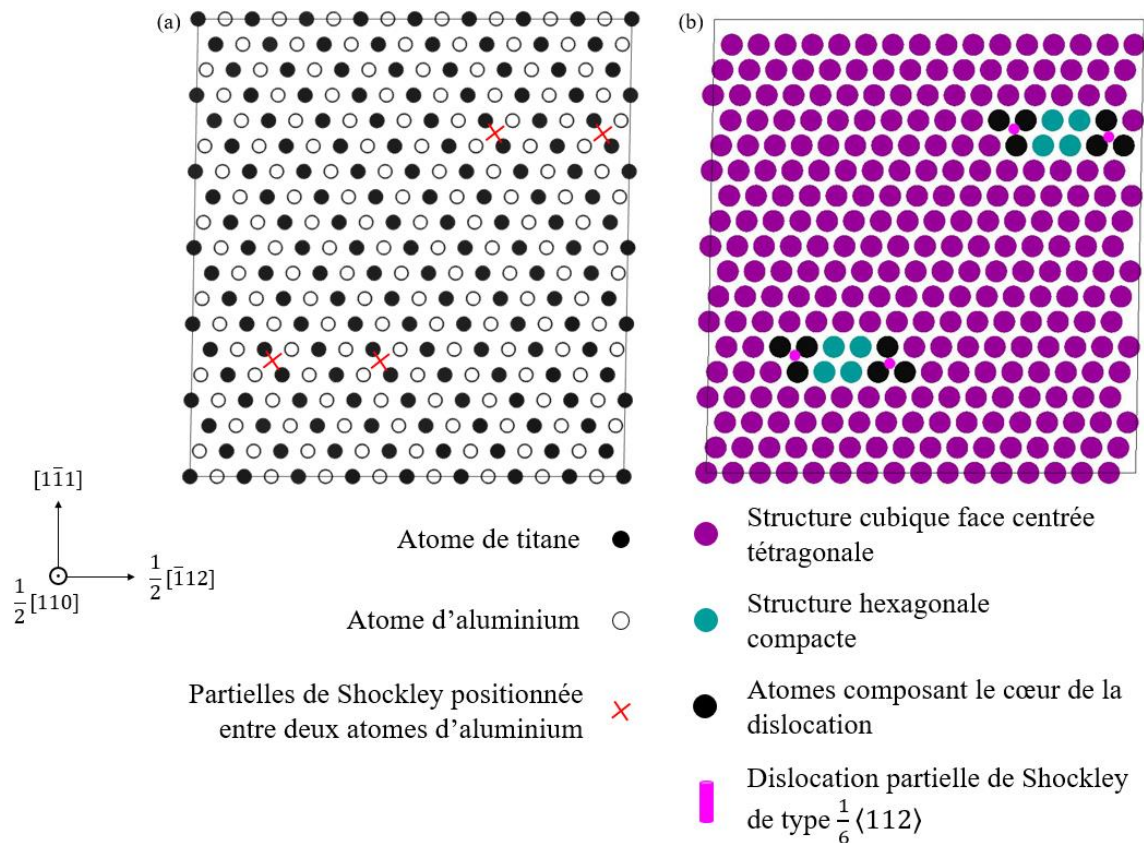 (a)
(b)
[11̅1]
1/2 [1̅12]
1/2 [110]
Atome de titane
Atome d’aluminium
Partielles de Shockley positionnée
entre deux atomes d’aluminium
Structure cubique face centrée
tétragonale
Structure hexagonale
compacte
Atomes composant le cœur de la
dislocation
Dislocation partielle de Shockley
de type 1/6 ⟨112⟩